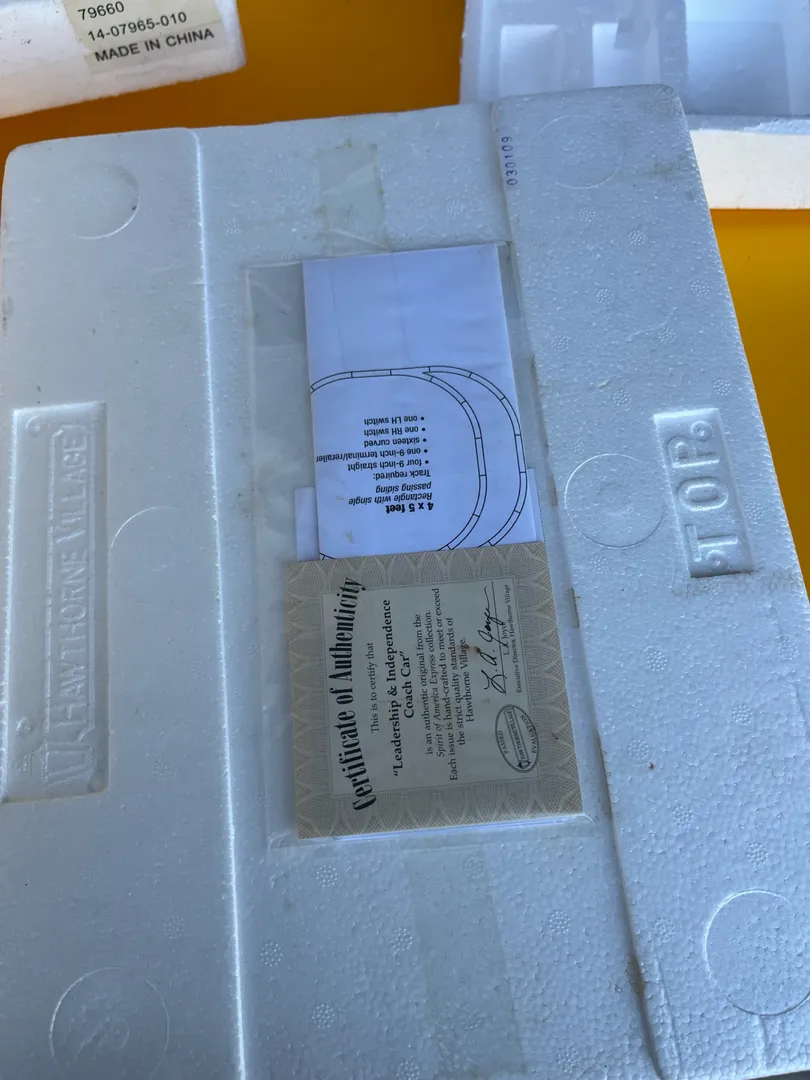 79660
14-07965-010
MADE IN CHINA
030109
HAWTHORNE VILLAGE
TOP
4 x 5 feet
Rectangle with single
passing siding
Track required:
• four 9-inch straight
• one 9-inch terminal/rerailer
• sixteen curved
• one RH switch
• one LH switch
Certificate of Authenticity
This is to certify that
"Leadership & Independence
Coach Car"
is an authentic original from the
Spirit of America Express collection.
Each issue is hand-crafted to meet or exceed
the strict quality standards of
Hawthorne Village.
PASSED
HAWTHORNE VILLAGE
EVALUATION
Executive Director, Hawthorne Village